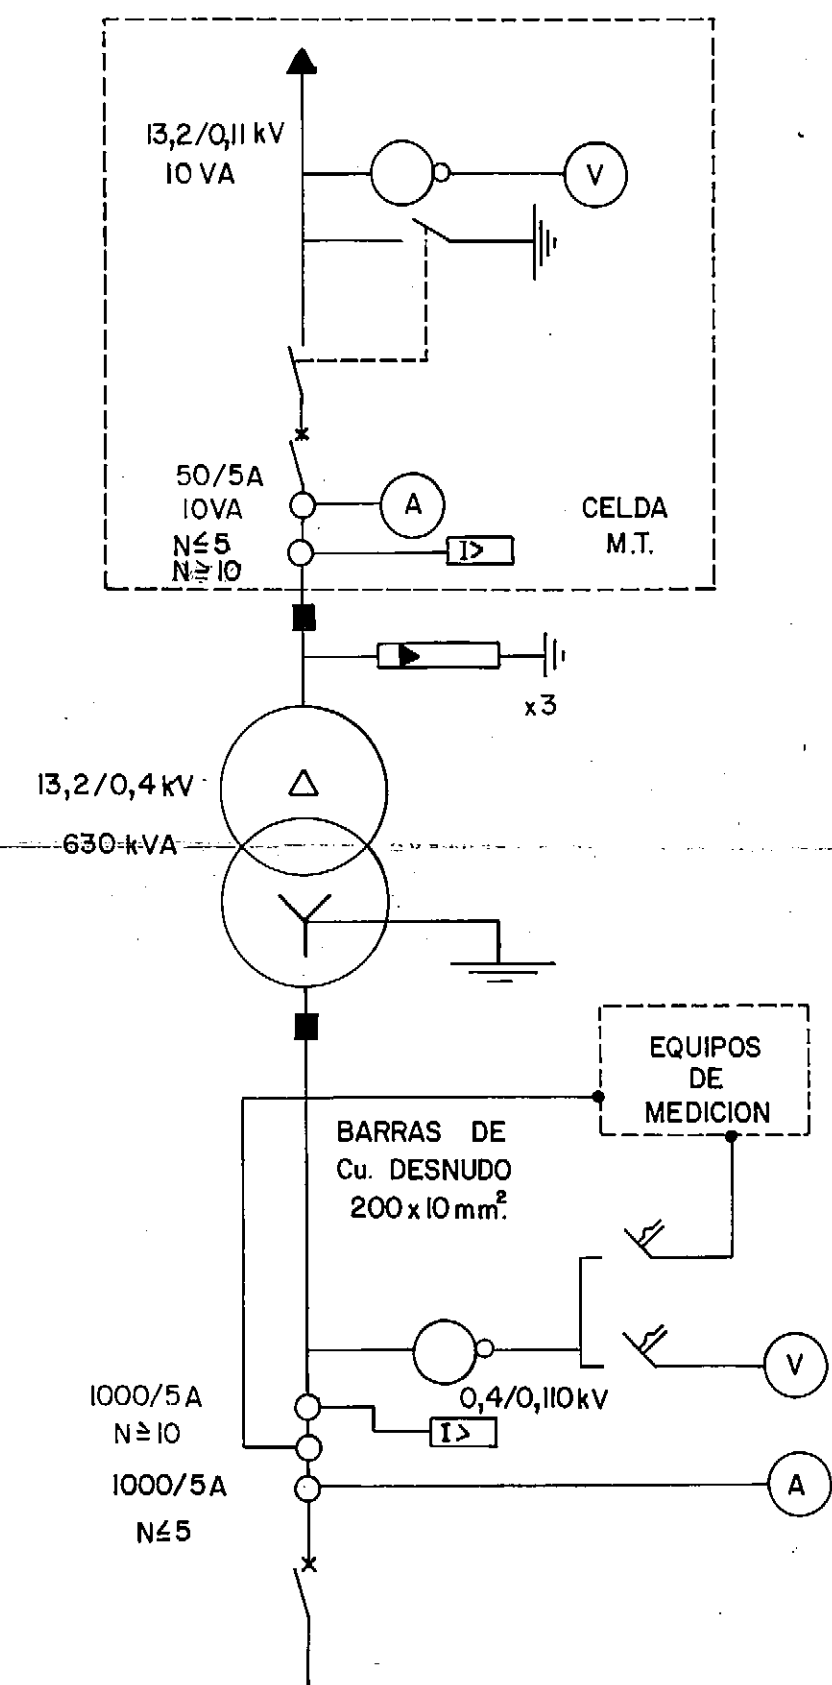 13,2/0,11 kV
10 VA
V
50/5A
10VA
N≤5
N≥10
A
I>
CELDA
M.T.
x3
13,2/0,4 kV
630 kVA
EQUIPOS
DE
MEDICION
BARRAS DE
Cu. DESNUDO
200 x 10 mm².
V
0,4/0,110 kV
1000/5A
N≥10
I>
1000/5A
N≤5
A